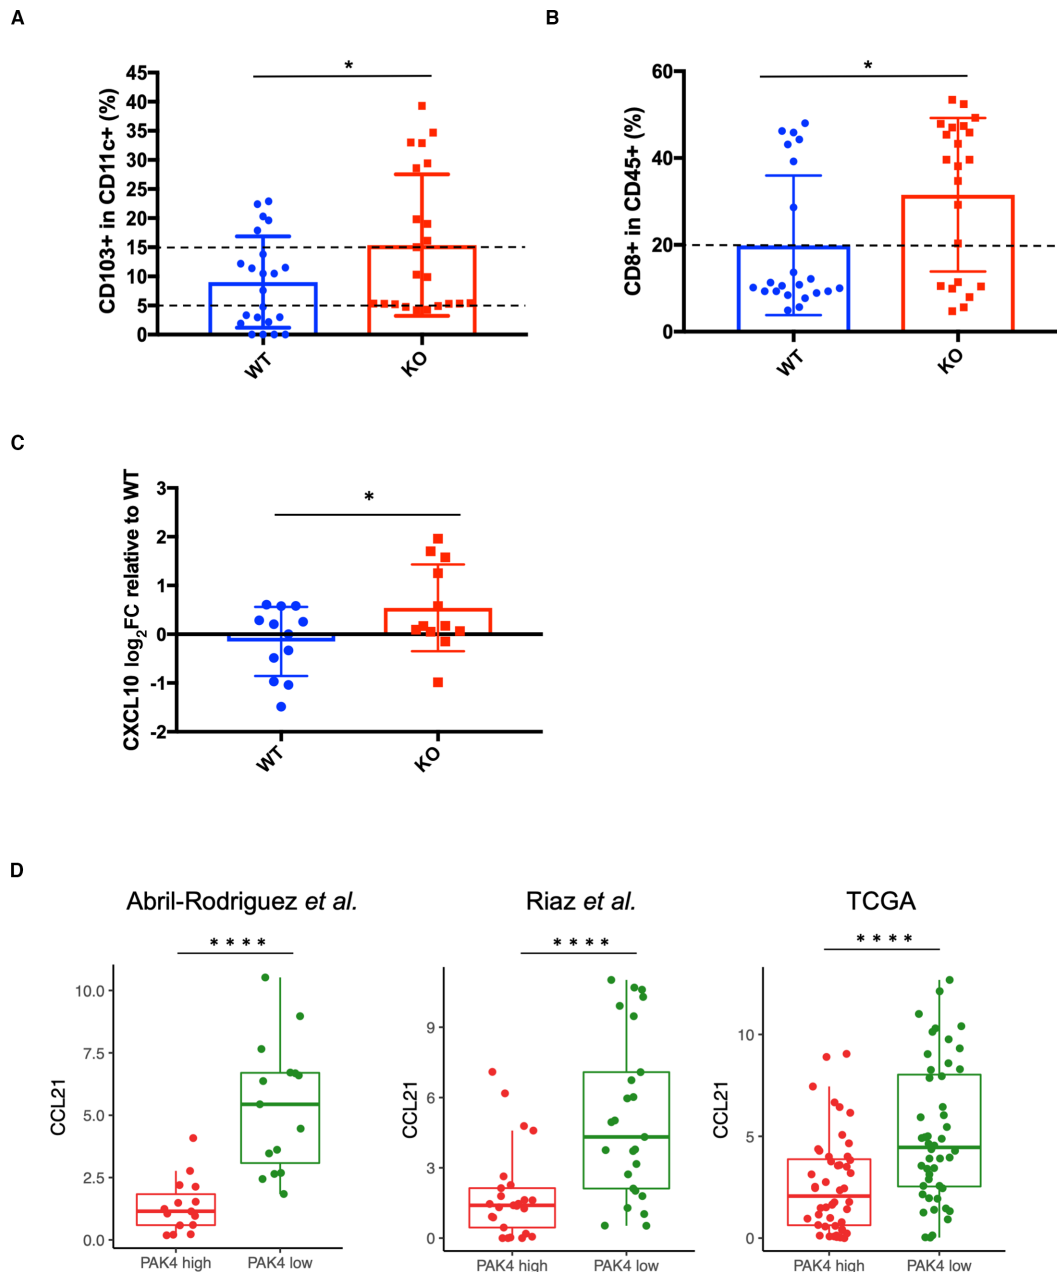 A
B
*
45
40
35
30
25
20
15
10
5
0
CD103+ in CD11c+ (%)
WT
KO
*
60
40
20
0
CD8+ in CD45+ (%)
WT
KO
C
*
3
2
1
0
-1
-2
CXCL10 log2FC relative to WT
WT
KO
D
Abril-Rodriguez et al.
****
10.0
7.5
5.0
2.5
0.0
CCL21
PAK4 high
PAK4 low
Riaz et al.
****
9
6
3
0
CCL21
PAK4 high
PAK4 low
TCGA
****
10
5
0
CCL21
PAK4 high
PAK4 low